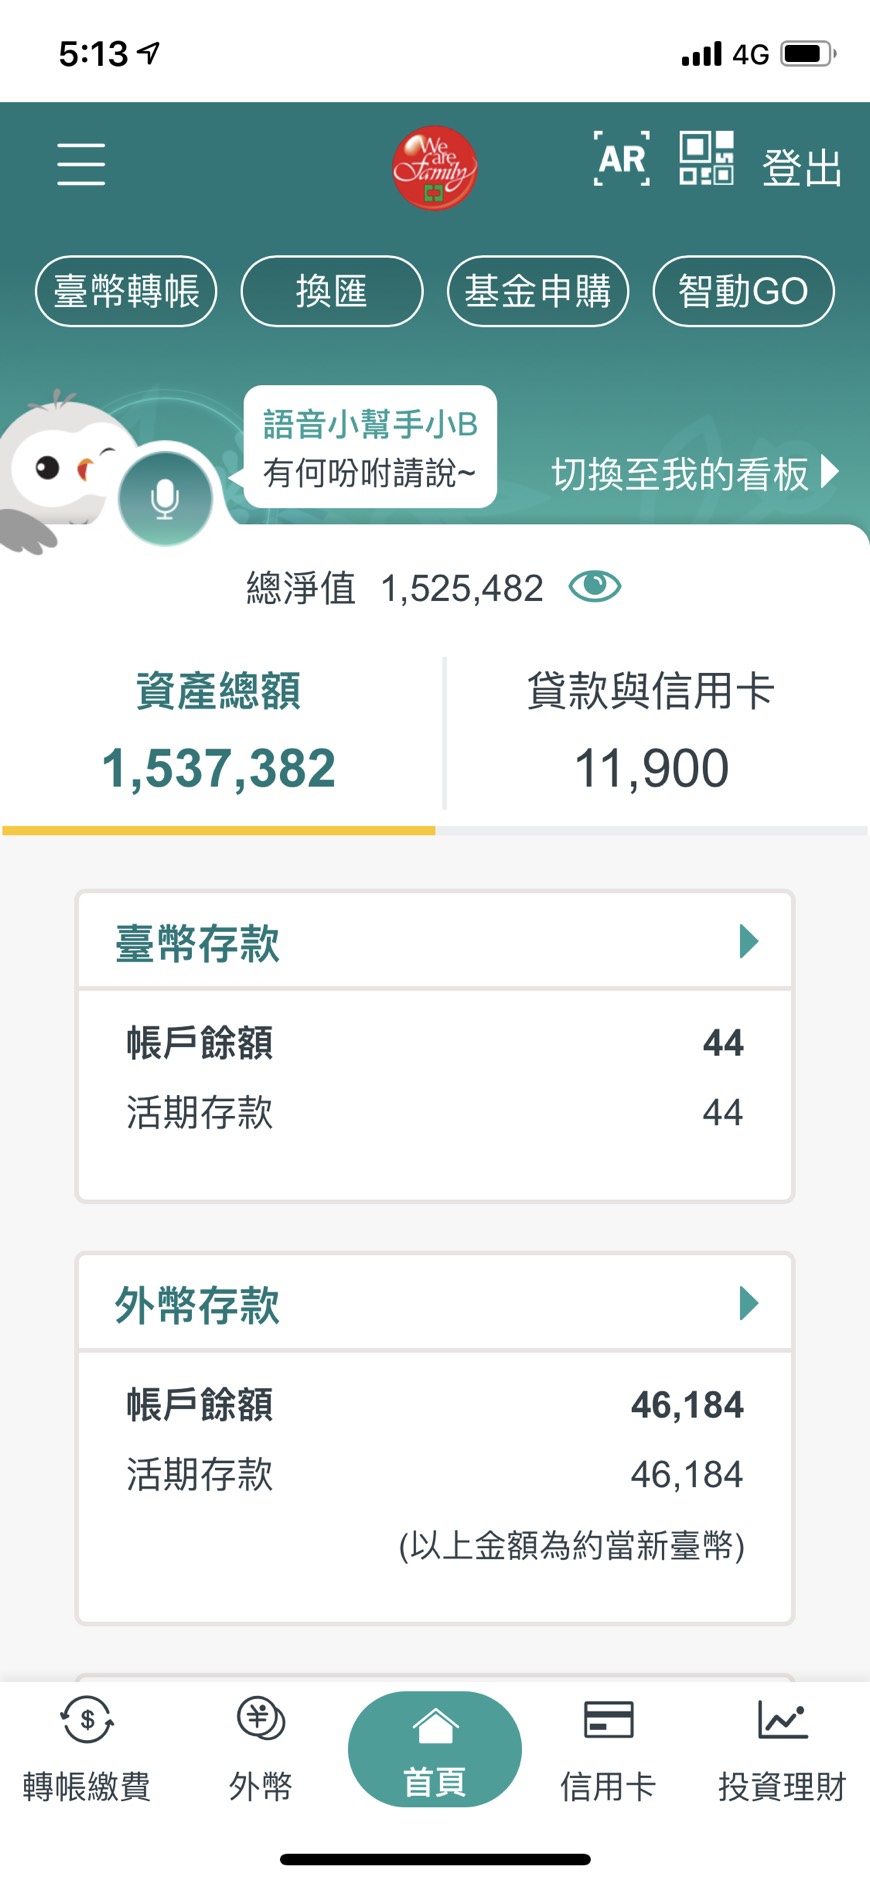 5:13
4G
We are Family
AR
登出
臺幣轉帳
換匯
基金申購
智動GO
語音小幫手小B
有何吩咐請說~
切換至我的看板
總淨值 1,525,482
資產總額
1,537,382
貸款與信用卡
11,900
臺幣存款
帳戶餘額 44
活期存款 44
外幣存款
帳戶餘額 46,184
活期存款 46,184
(以上金額為約當新臺幣)
轉帳繳費
外幣
首頁
信用卡
投資理財